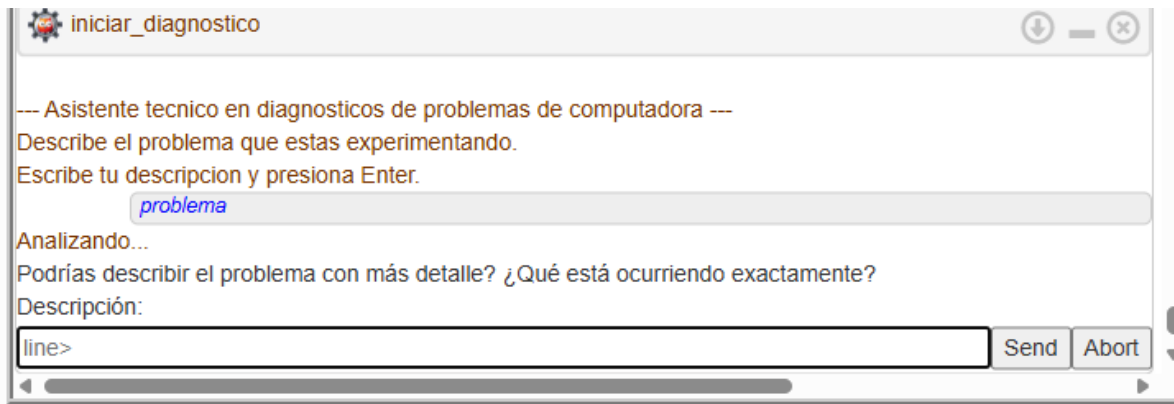 iniciar_diagnostico
--- Asistente tecnico en diagnosticos de problemas de computadora ---
Describe el problema que estas experimentando.
Escribe tu descripcion y presiona Enter.
problema
Analizando...
Podrías describir el problema con más detalle? ¿Qué está ocurriendo exactamente?
Descripción:
line> Send Abort